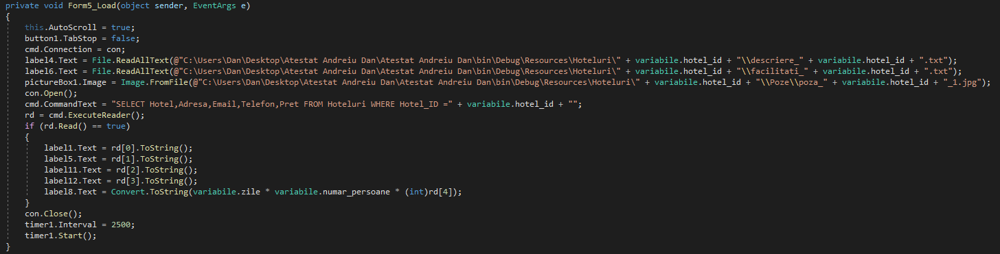 private void Form5_Load(object sender, EventArgs e)
{
this.AutoScroll = true;
button1.TabStop = false;
cmd.Connection = con;
label4.Text = File.ReadAllText(@"C:\Users\Dan\Desktop\Atestat Andreiu Dan\Atestat Andreiu Dan\bin\Debug\Resources\Hoteluri\" + variabile.hotel_id + "\\descriere_" + variabile.hotel_id + ".txt");
label6.Text = File.ReadAllText(@"C:\Users\Dan\Desktop\Atestat Andreiu Dan\Atestat Andreiu Dan\bin\Debug\Resources\Hoteluri\" + variabile.hotel_id + "\\facilitati_" + variabile.hotel_id + ".txt");
pictureBox1.Image = Image.FromFile(@"C:\Users\Dan\Desktop\Atestat Andreiu Dan\Atestat Andreiu Dan\bin\Debug\Resources\Hoteluri\" + variabile.hotel_id + "\\Poze\\poza_" + variabile.hotel_id + "_1.jpg");
con.Open();
cmd.CommandText = "SELECT Hotel,Adresa,Email,Telefon,Pret FROM Hoteluri WHERE Hotel_ID =" + variabile.hotel_id + "";
rd = cmd.ExecuteReader();
if (rd.Read() == true)
{
label1.Text = rd[0].ToString();
label5.Text = rd[1].ToString();
label11.Text = rd[2].ToString();
label12.Text = rd[3].ToString();
label8.Text = Convert.ToString(variabile.zile * variabile.numar_persoane * (int)rd[4]);
}
con.Close();
timer1.Interval = 2500;
timer1.Start();
}